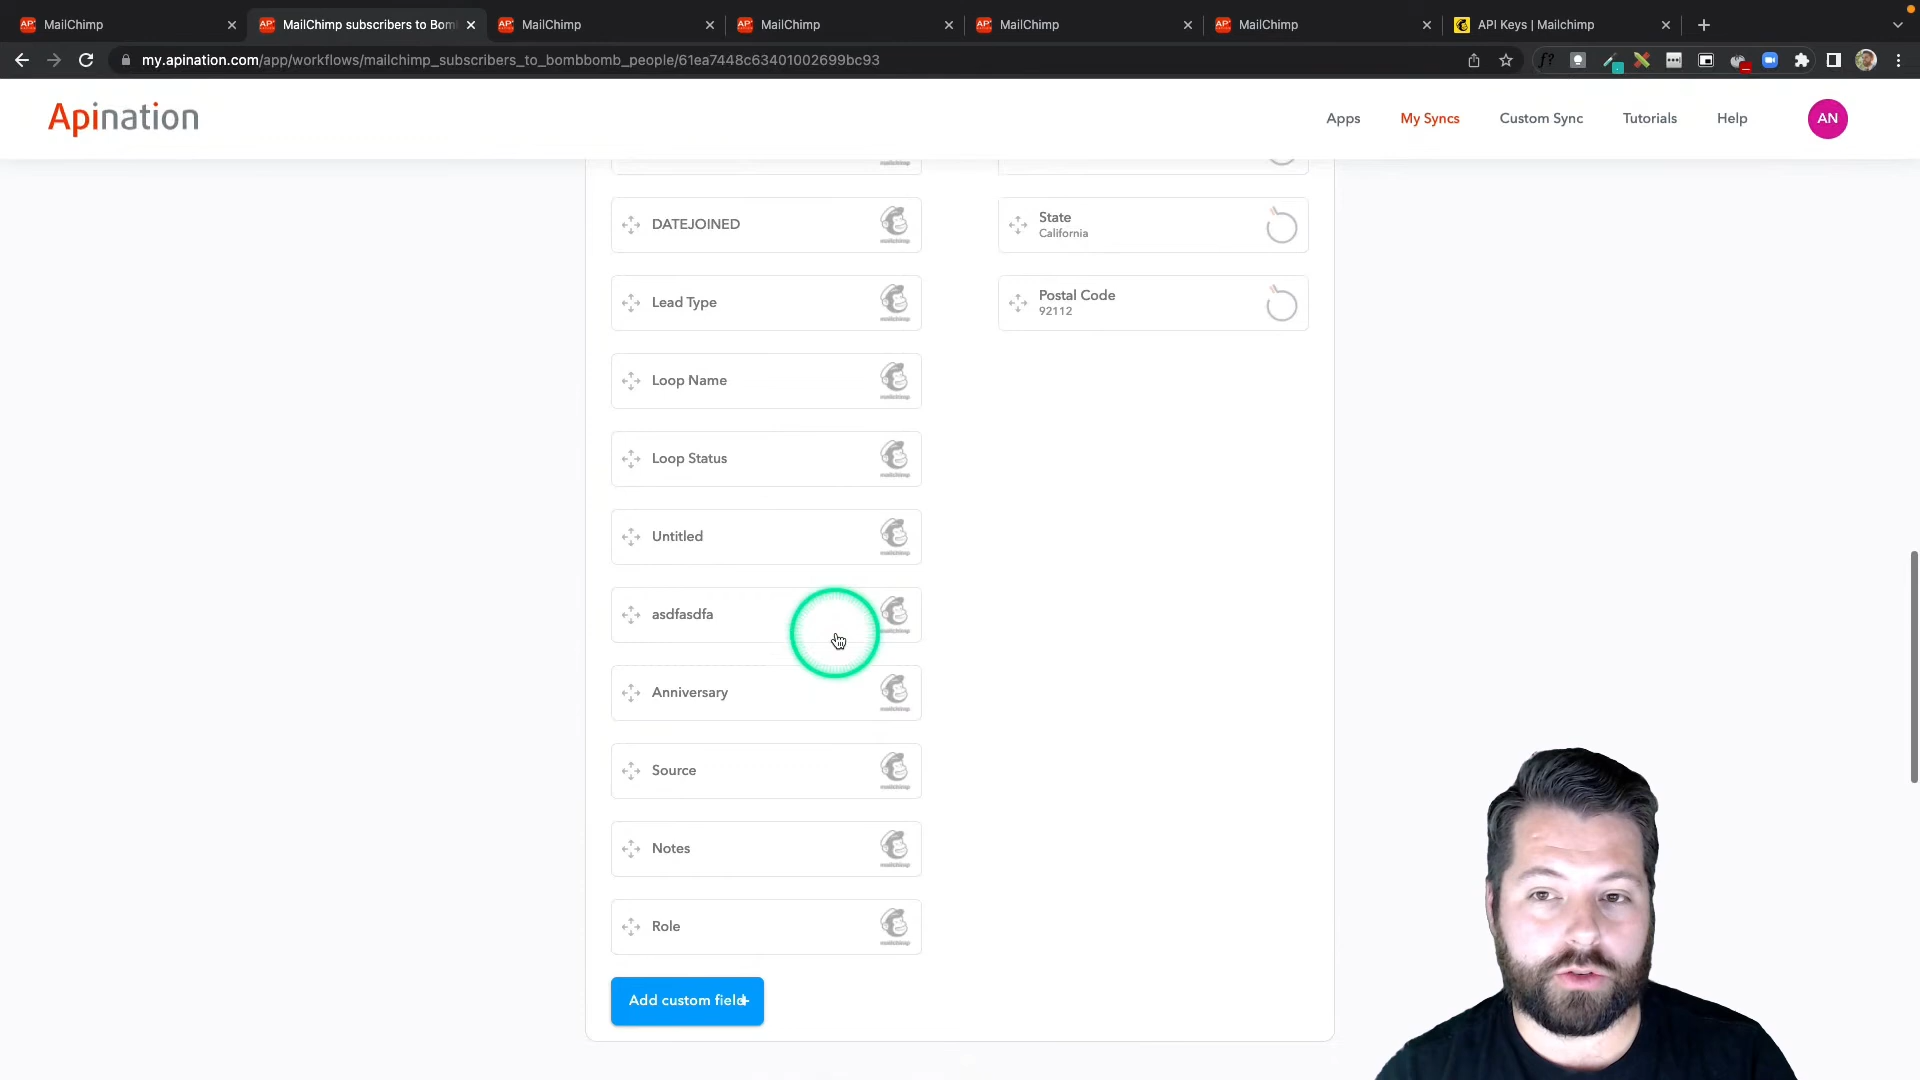 MailChimp
MailChimp subscribers to Bom
MailChimp
MailChimp
MailChimp
MailChimp
API Keys | Mailchimp
my.apination.com/app/workflows/mailchimp_subscribers_to_bombbomb_people/61ea7448c63401002699bc93
Apination
Apps
My Syncs
Custom Sync
Tutorials
Help
AN
DATEJOINED
State
California
Lead Type
Postal Code
92112
Loop Name
Loop Status
Untitled
asdfasdfa
Anniversary
Source
Notes
Role
Add custom field+